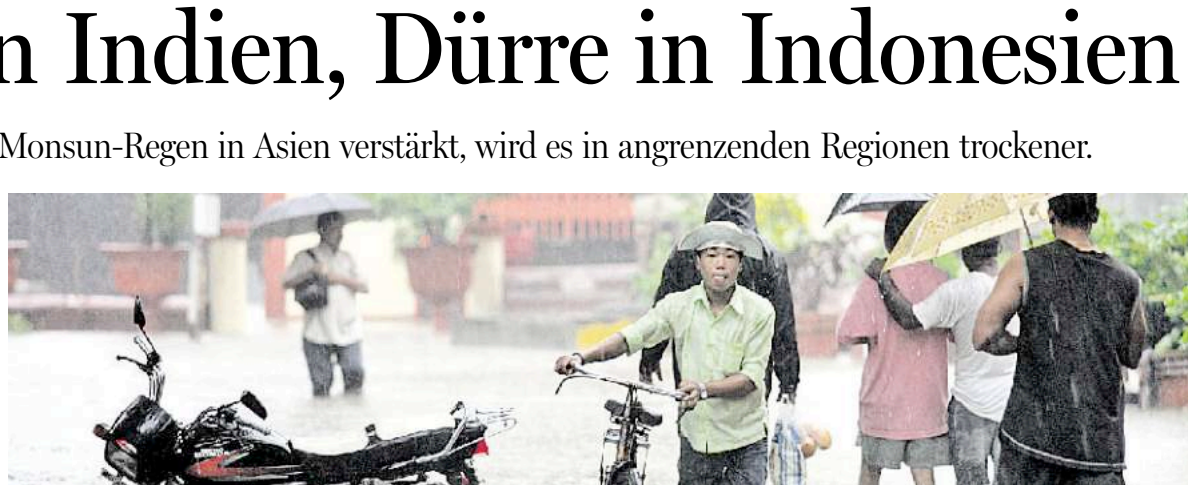 n Indien, Dürre in Indonesien
Monsun-Regen in Asien verstärkt, wird es in angrenzenden Regionen trockener.